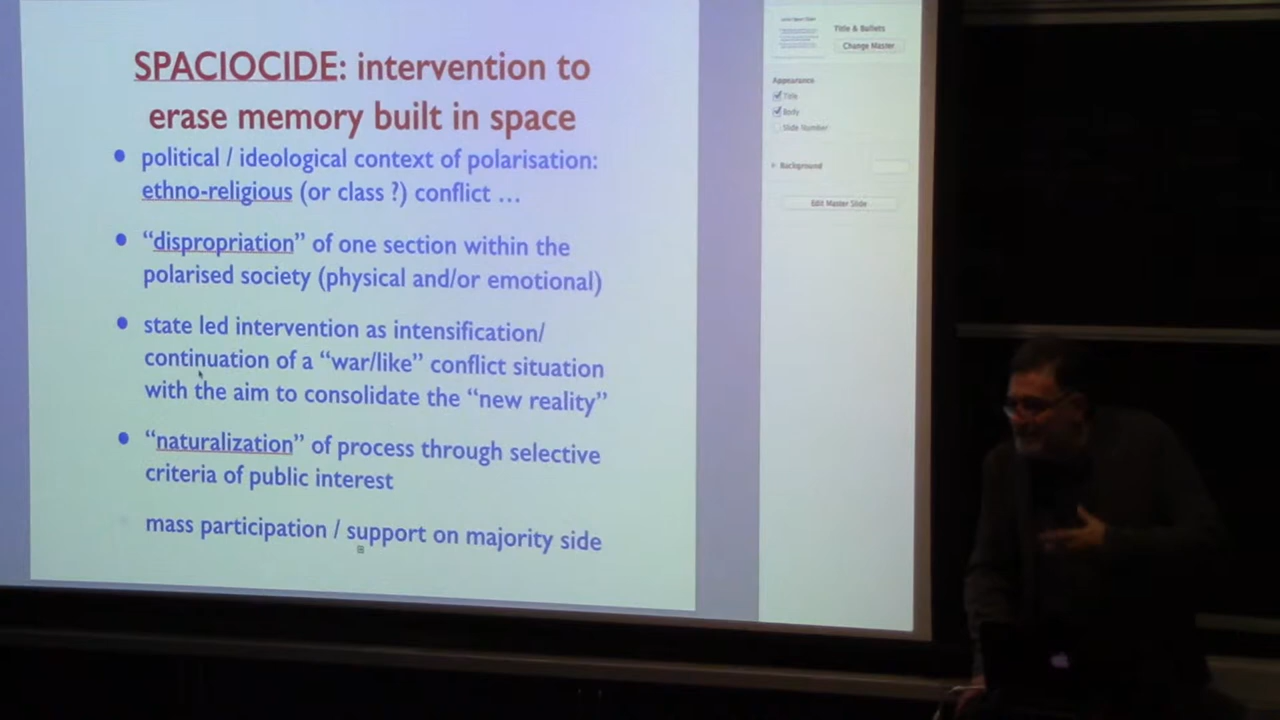 SPACIOCIDE: intervention to
erase memory built in space
political / ideological context of polarisation:
ethno-religious (or class ?) conflict …
“dispropriation” of one section within the
polarised society (physical and/or emotional)
state led intervention as intensification/
continuation of a “war/like” conflict situation
with the aim to consolidate the “new reality”
“naturalization” of process through selective
criteria of public interest
mass participation / support on majority side
Title & Bullets
Change Master
Appearance
Title
Body
Slide Number
Background
Edit Master Slide